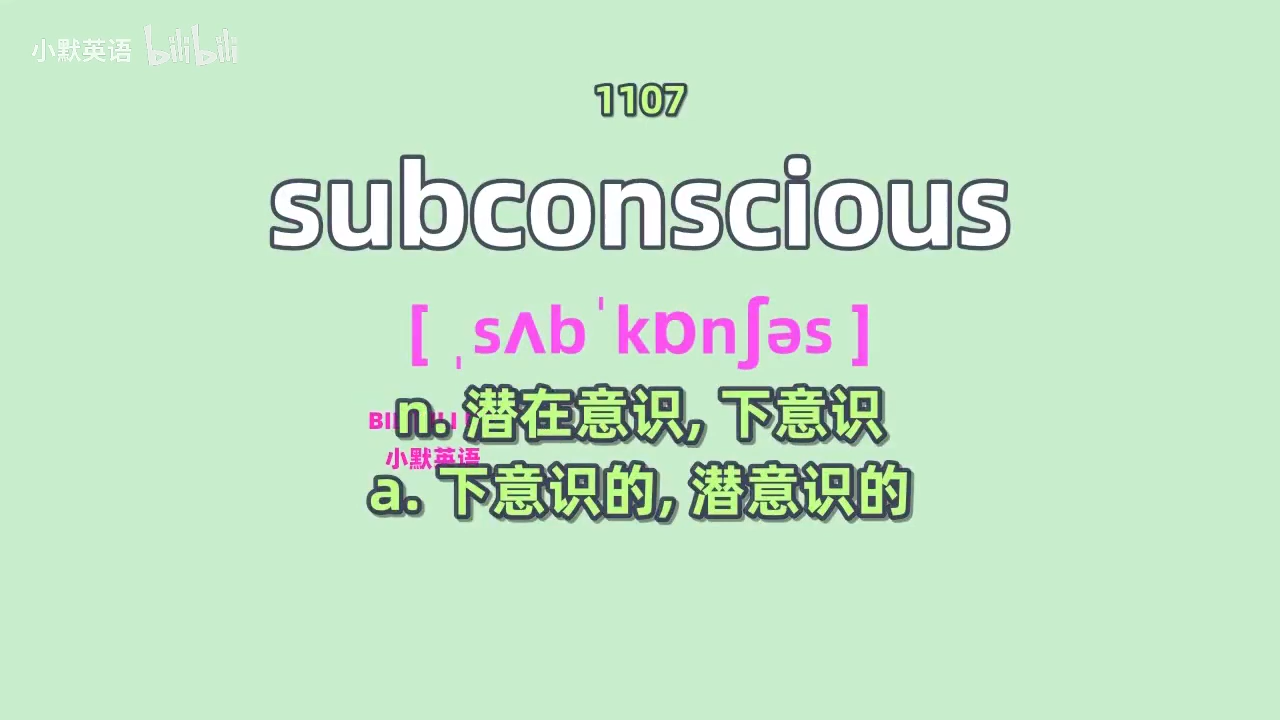 小默英语 bilibili
1107
subconscious
[ ˌsʌbˈkɒnʃəs ]
n. 潜在意识, 下意识
小默英语
a. 下意识的, 潜意识的